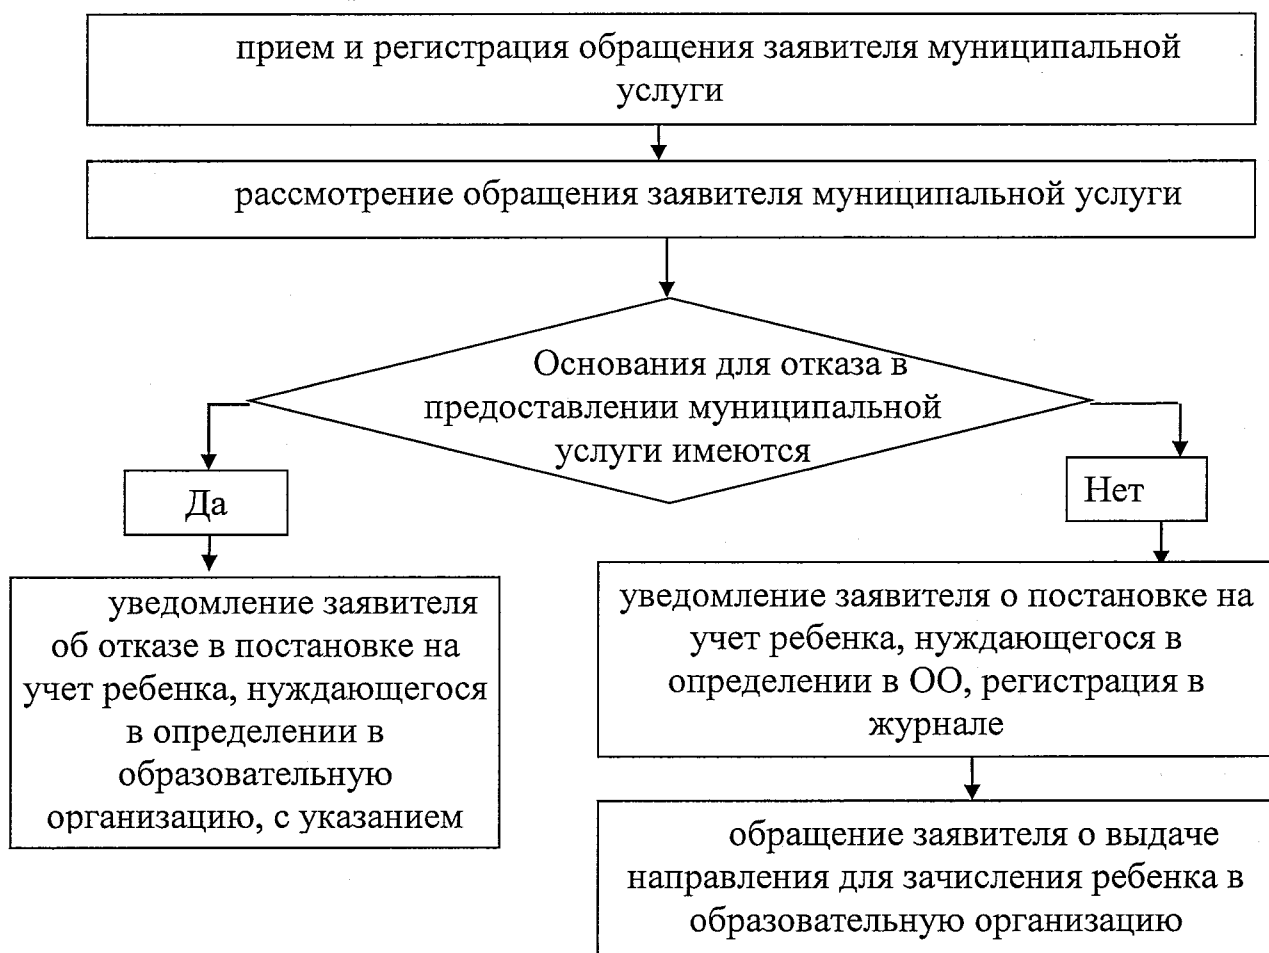 прием и регистрация обращения заявителя муниципальной
услуги
рассмотрение обращения заявителя муниципальной услуги
Основания для отказа в
предоставлении муниципальной
услуги имеются
Да
Нет
уведомление заявителя
об отказе в постановке на
учет ребенка, нуждающегося
в определении в
образовательную
организацию, с указанием
уведомление заявителя о постановке на
учет ребенка, нуждающегося в
определении в ОО, регистрация в
журнале
обращение заявителя о выдаче
направления для зачисления ребенка в
образовательную организацию